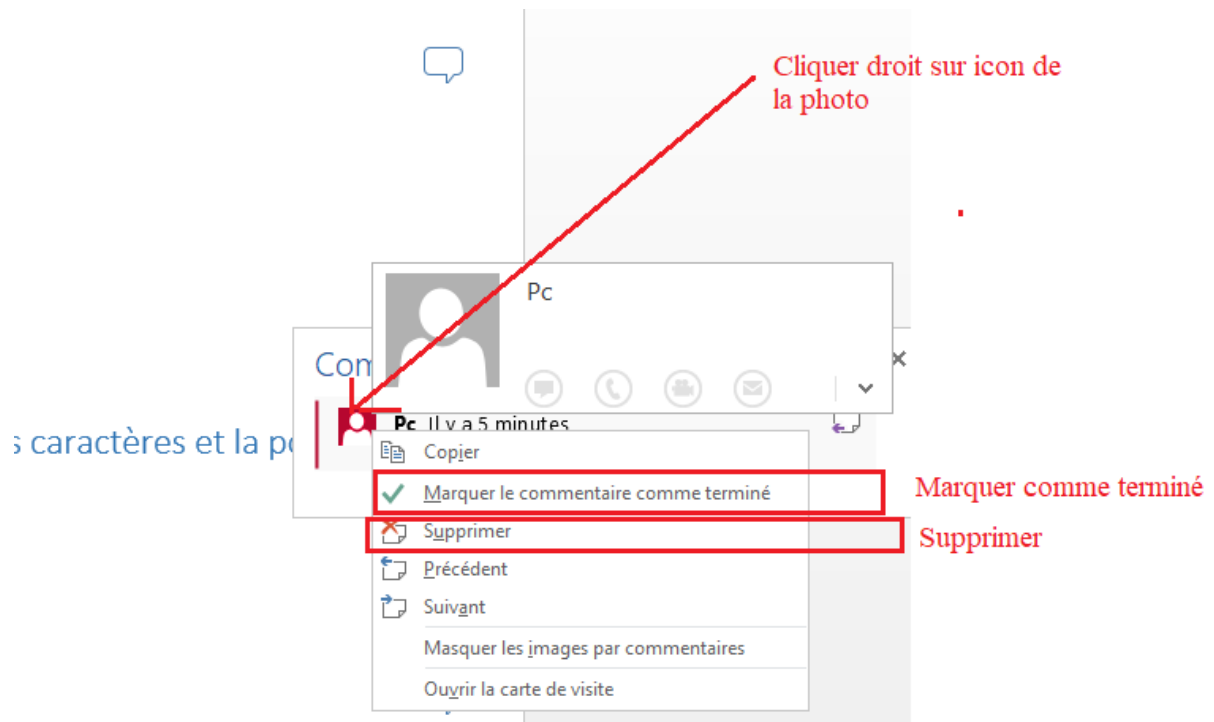 Cliquer droit sur icon de
la photo
Pc
Com
Pc Il y a 5 minutes
s caractères et la po
Copier
Marquer le commentaire comme terminé
Marquer comme terminé
Supprimer
Supprimer
Précédent
Suivant
Masquer les images par commentaires
Ouvrir la carte de visite